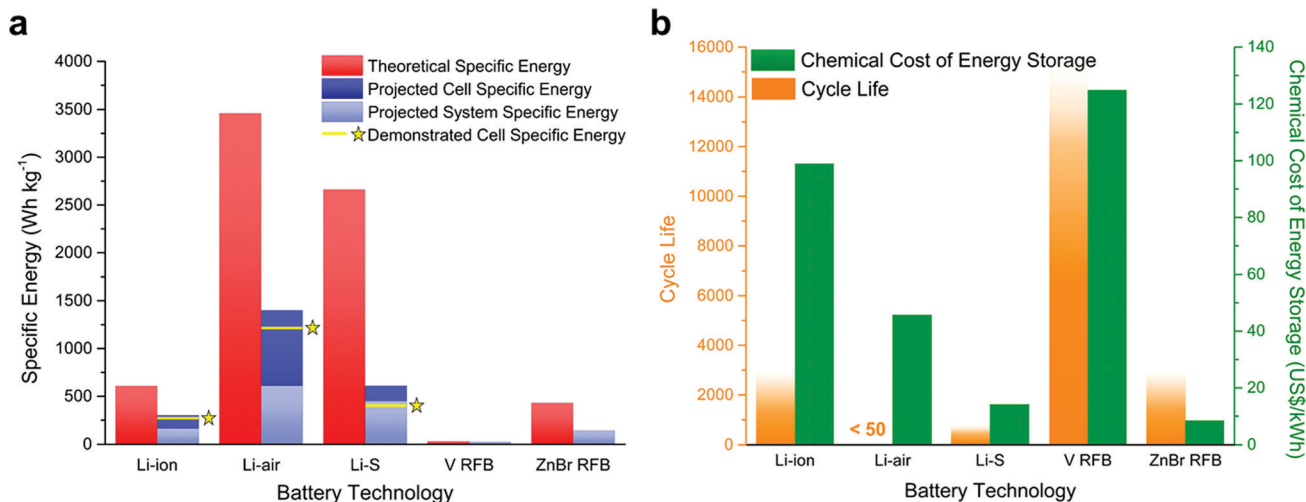 a
4000
3500
3000
2500
2000
1500
1000
500
0
Specific Energy (Wh kg⁻¹)
Theoretical Specific Energy
Projected Cell Specific Energy
Projected System Specific Energy
Demonstrated Cell Specific Energy
Li-ion
Li-air
Li-S
V RFB
ZnBr RFB
Battery Technology
b
16000
14000
12000
10000
8000
6000
4000
2000
0
Cycle Life
Chemical Cost of Energy Storage
Cycle Life
< 50
140
120
100
80
60
40
20
0
Chemical Cost of Energy Storage (US$/kWh)
Li-ion
Li-air
Li-S
V RFB
ZnBr RFB
Battery Technology